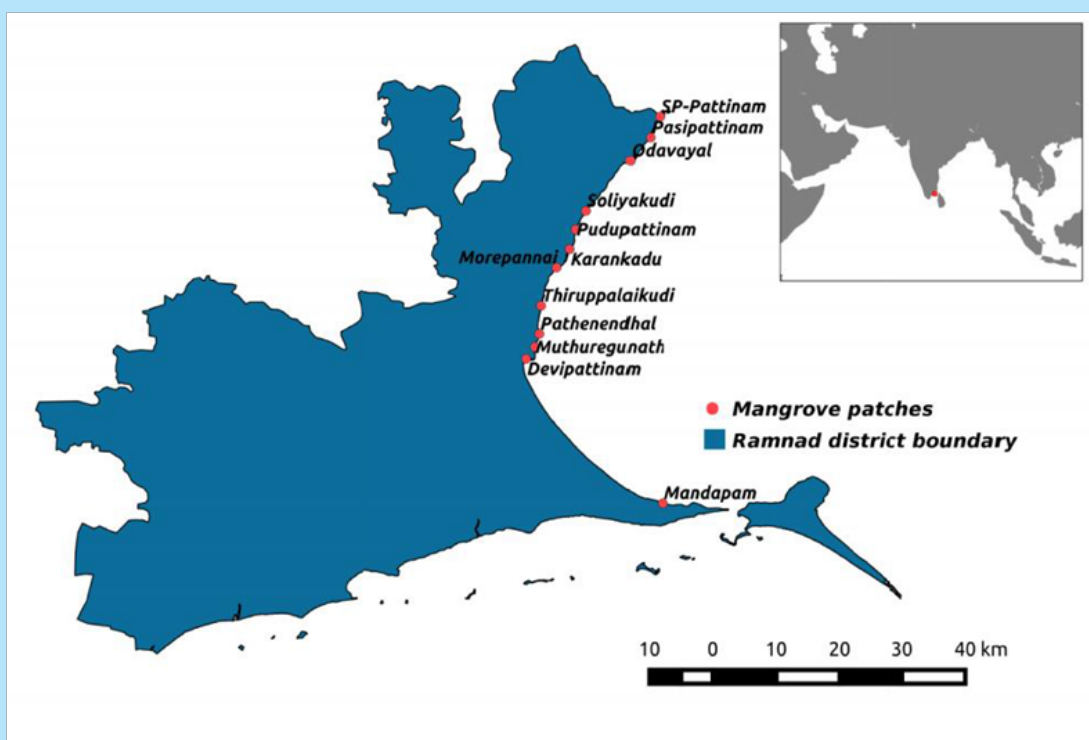 SP-Pattinam
Pasipattinam
Odavayal
Soliyakudi
Pudupattinam
Morepannai
Karankadu
Thiruppalaikudi
Pathenendhal
Muthuregunath
Devipattinam
Mangrove patches
Ramnad district boundary
Mandapam
10 0 10 20 30 40 km